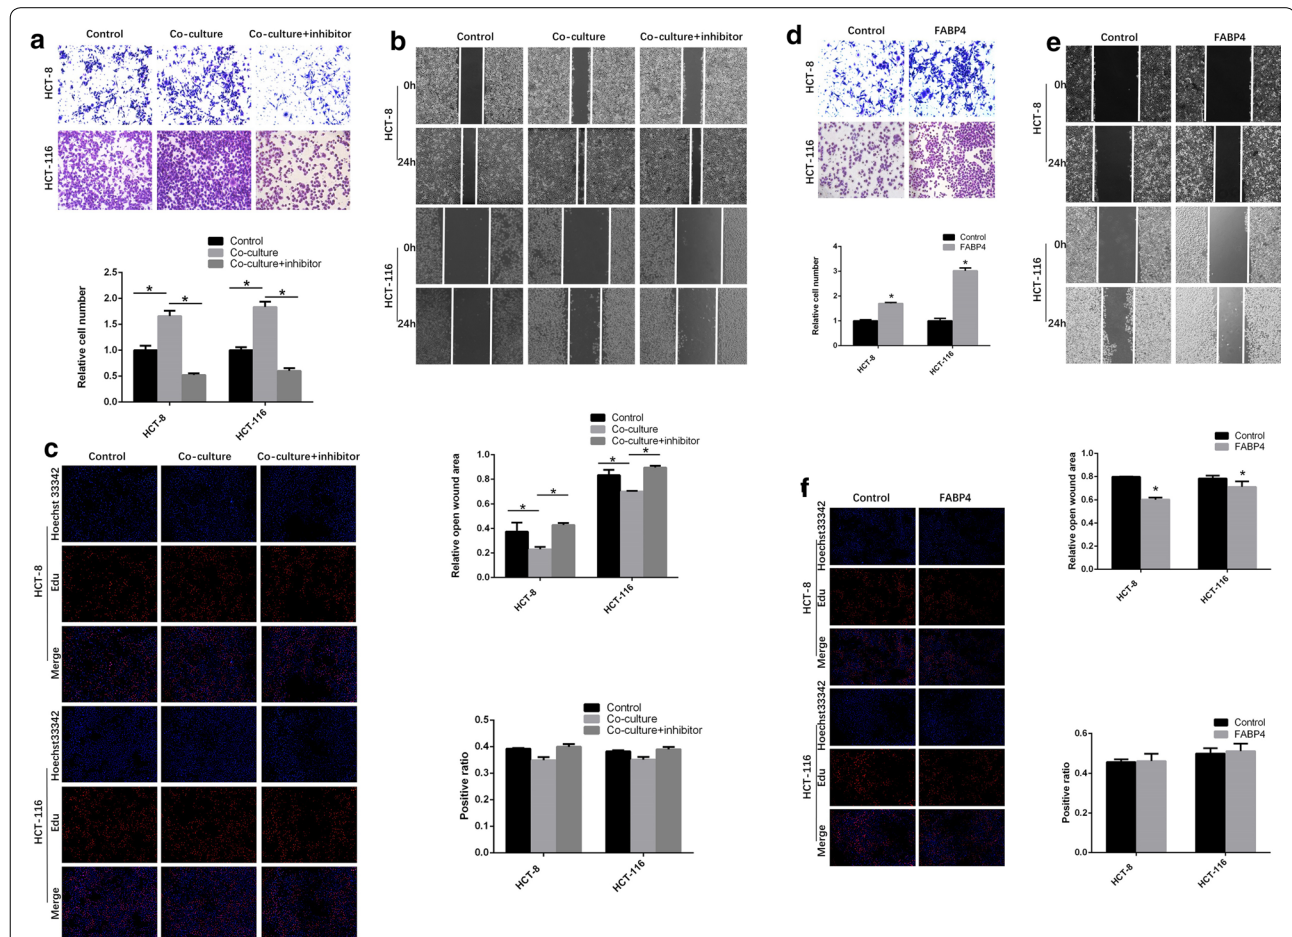 a
Control Co-culture Co-culture+inhibitor
HCT-8
HCT-116
Control
Co-culture
Co-culture+inhibitor
Relative cell number
2.5
2.0
1.5
1.0
0.5
0.0
* * * *
HCT-8 HCT-116
b
Control Co-culture Co-culture+inhibitor
HCT-8
0h
24h
HCT-116
0h
24h
Control
Co-culture
Co-culture+inhibitor
Relative open wound area
1.0
0.8
0.6
0.4
0.2
0.0
* * * *
HCT-8 HCT-116
c
Control Co-culture Co-culture+inhibitor
HCT-8
Hoechst 33342
Edu
Merge
HCT-116
Hoechst33342
Edu
Merge
Control
Co-culture
Co-culture+inhibitor
Positive ratio
0.5
0.4
0.3
0.2
0.1
0.0
HCT-8 HCT-116
d
Control FABP4
HCT-8
HCT-116
Control
FABP4
Relative cell number
4
3
2
1
0
* *
HCT-8 HCT-116
e
Control FABP4
HCT-8
0h
24h
HCT-116
0h
24h
Control
FABP4
Relative open wound area
1.0
0.8
0.6
0.4
0.2
0.0
* *
HCT-8 HCT-116
f
Control FABP4
HCT-8
Hoechst33342
Edu
Merge
HCT-116
Hoechst33342
Edu
Merge
Control
FABP4
Positive ratio
0.6
0.4
0.2
0.0
HCT-8 HCT-116